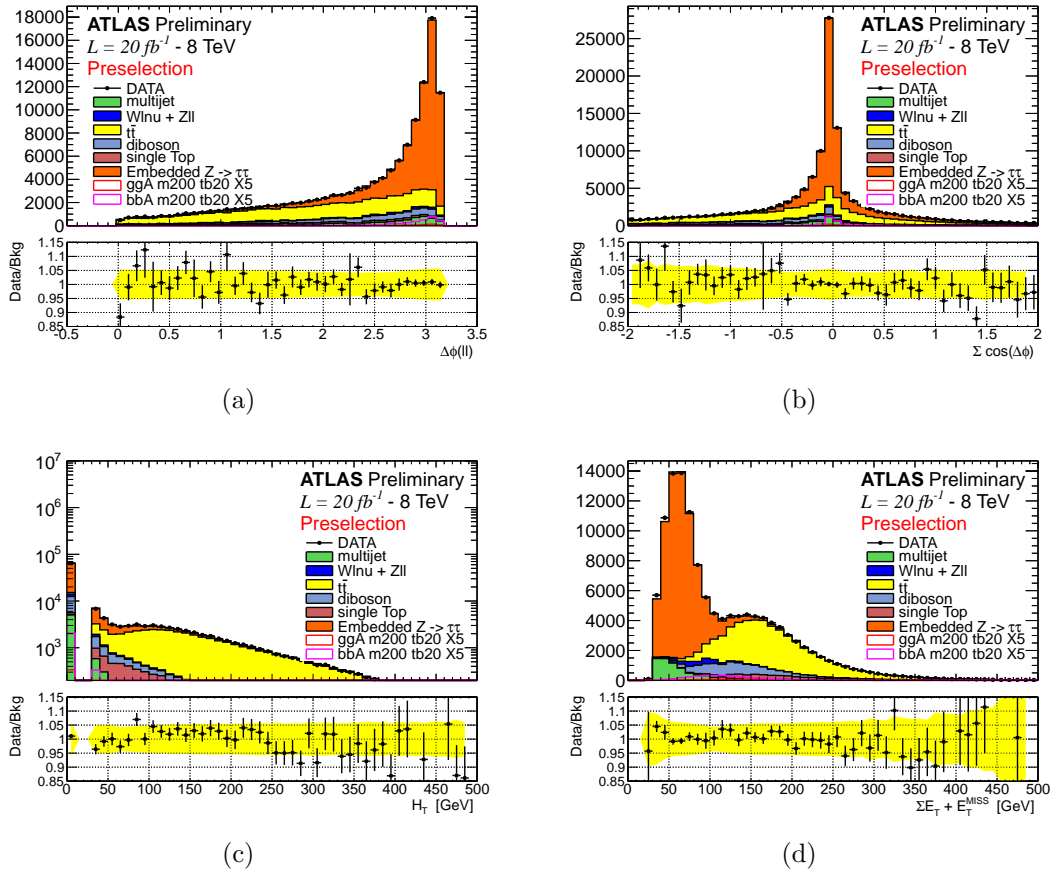 18000
16000
14000
12000
10000
8000
6000
4000
2000
0
ATLAS Preliminary
L = 20 fb⁻¹ - 8 TeV
Preselection
DATA
multijet
Wlnu + Zll
tt̄
diboson
single Top
Embedded Z -> ττ
ggA m200 tb20 X5
bbA m200 tb20 X5
Data/Bkg
1.15
1.1
1.05
1
0.95
0.9
0.85
-0.5 0 0.5 1 1.5 2 2.5 3 3.5
Δϕ(ll)
(a)
25000
20000
15000
10000
5000
0
ATLAS Preliminary
L = 20 fb⁻¹ - 8 TeV
Preselection
DATA
multijet
Wlnu + Zll
tt̄
diboson
single Top
Embedded Z -> ττ
ggA m200 tb20 X5
bbA m200 tb20 X5
Data/Bkg
1.15
1.1
1.05
1
0.95
0.9
0.85
-2 -1.5 -1 -0.5 0 0.5 1 1.5 2
Σ cos(Δϕ)
(b)
10⁷
10⁶
10⁵
10⁴
10³
ATLAS Preliminary
L = 20 fb⁻¹ - 8 TeV
Preselection
DATA
multijet
Wlnu + Zll
tt̄
diboson
single Top
Embedded Z -> ττ
ggA m200 tb20 X5
bbA m200 tb20 X5
Data/Bkg
1.15
1.1
1.05
1
0.95
0.9
0.85
0 50 100 150 200 250 300 350 400 450 500
H_T [GeV]
(c)
14000
12000
10000
8000
6000
4000
2000
0
ATLAS Preliminary
L = 20 fb⁻¹ - 8 TeV
Preselection
DATA
multijet
Wlnu + Zll
tt̄
diboson
single Top
Embedded Z -> ττ
ggA m200 tb20 X5
bbA m200 tb20 X5
Data/Bkg
1.15
1.1
1.05
1
0.95
0.9
0.85
0 50 100 150 200 250 300 350 400 450 500
ΣE_T + E_T^MISS [GeV]
(d)